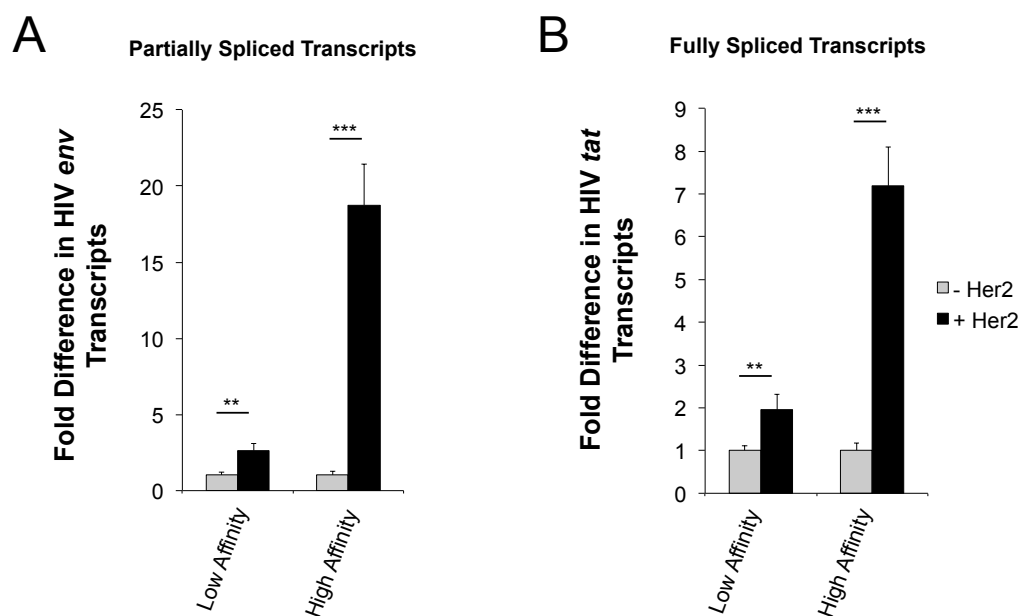 A
Partially Spliced Transcripts
Fold Difference in HIV env
Transcripts
25
20
15
10
5
0
***
**
Low Affinity
High Affinity
B
Fully Spliced Transcripts
Fold Difference in HIV tat
Transcripts
9
8
7
6
5
4
3
2
1
0
***
**
Low Affinity
High Affinity
- Her2
+ Her2